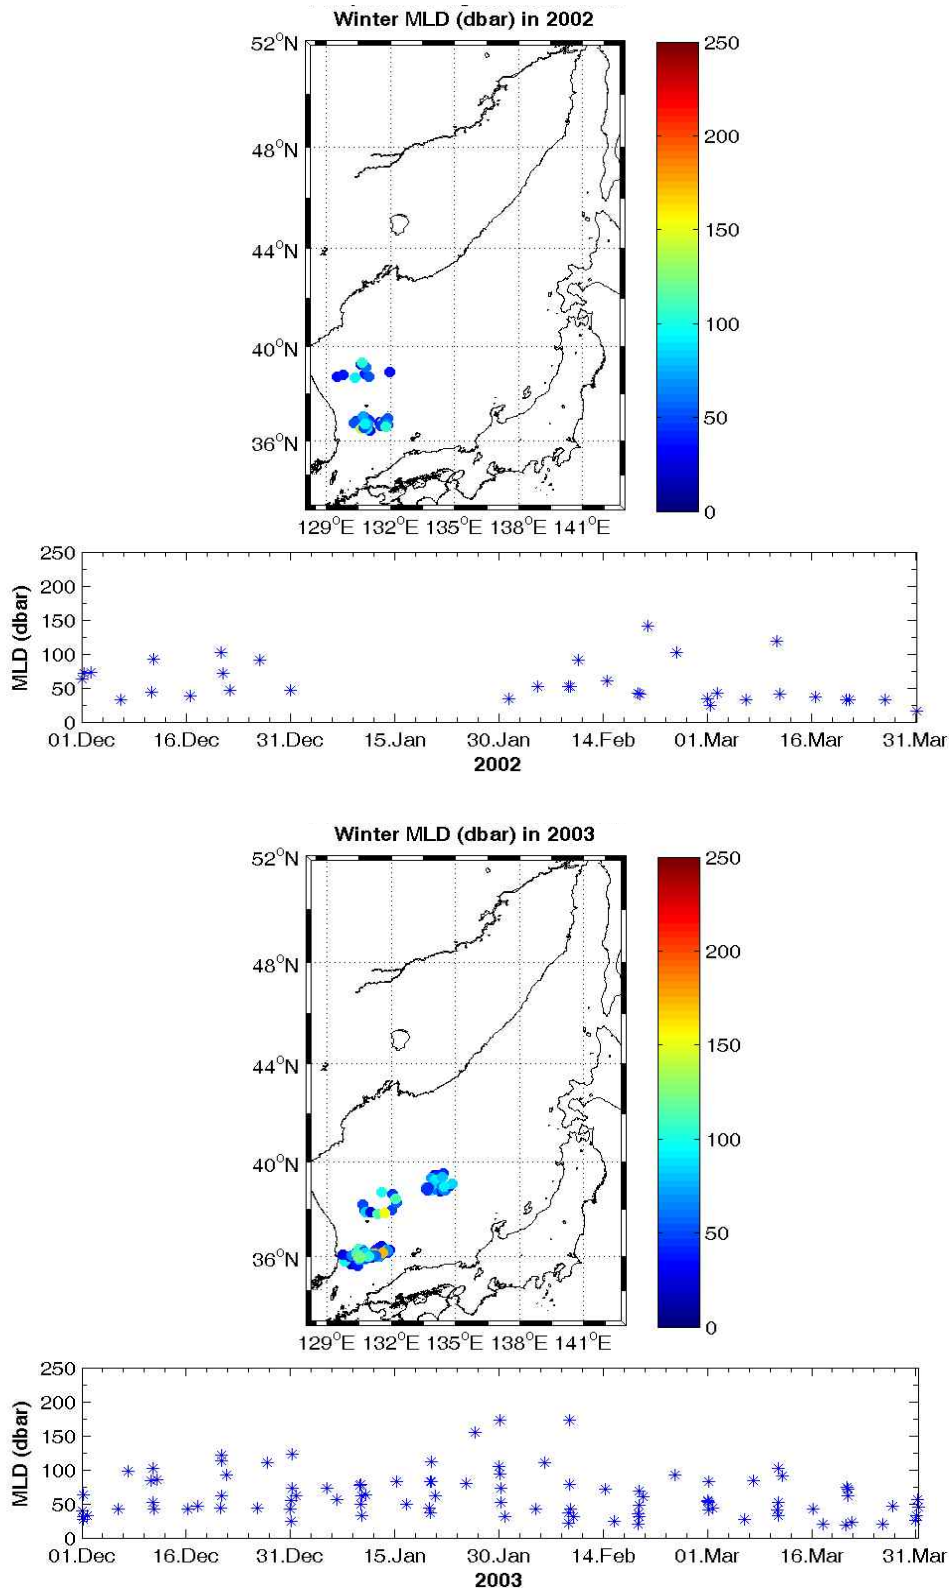 Winter MLD (dbar) in 2002
52°N
48°N
44°N
40°N
36°N
129°E 132°E 135°E 138°E 141°E
250
200
150
100
50
0
MLD (dbar)
250
200
150
100
50
0
01.Dec 16.Dec 31.Dec 15.Jan 30.Jan 14.Feb 01.Mar 16.Mar 31.Mar
2002
Winter MLD (dbar) in 2003
52°N
48°N
44°N
40°N
36°N
129°E 132°E 135°E 138°E 141°E
250
200
150
100
50
0
MLD (dbar)
250
200
150
100
50
0
01.Dec 16.Dec 31.Dec 15.Jan 30.Jan 14.Feb 01.Mar 16.Mar 31.Mar
2003